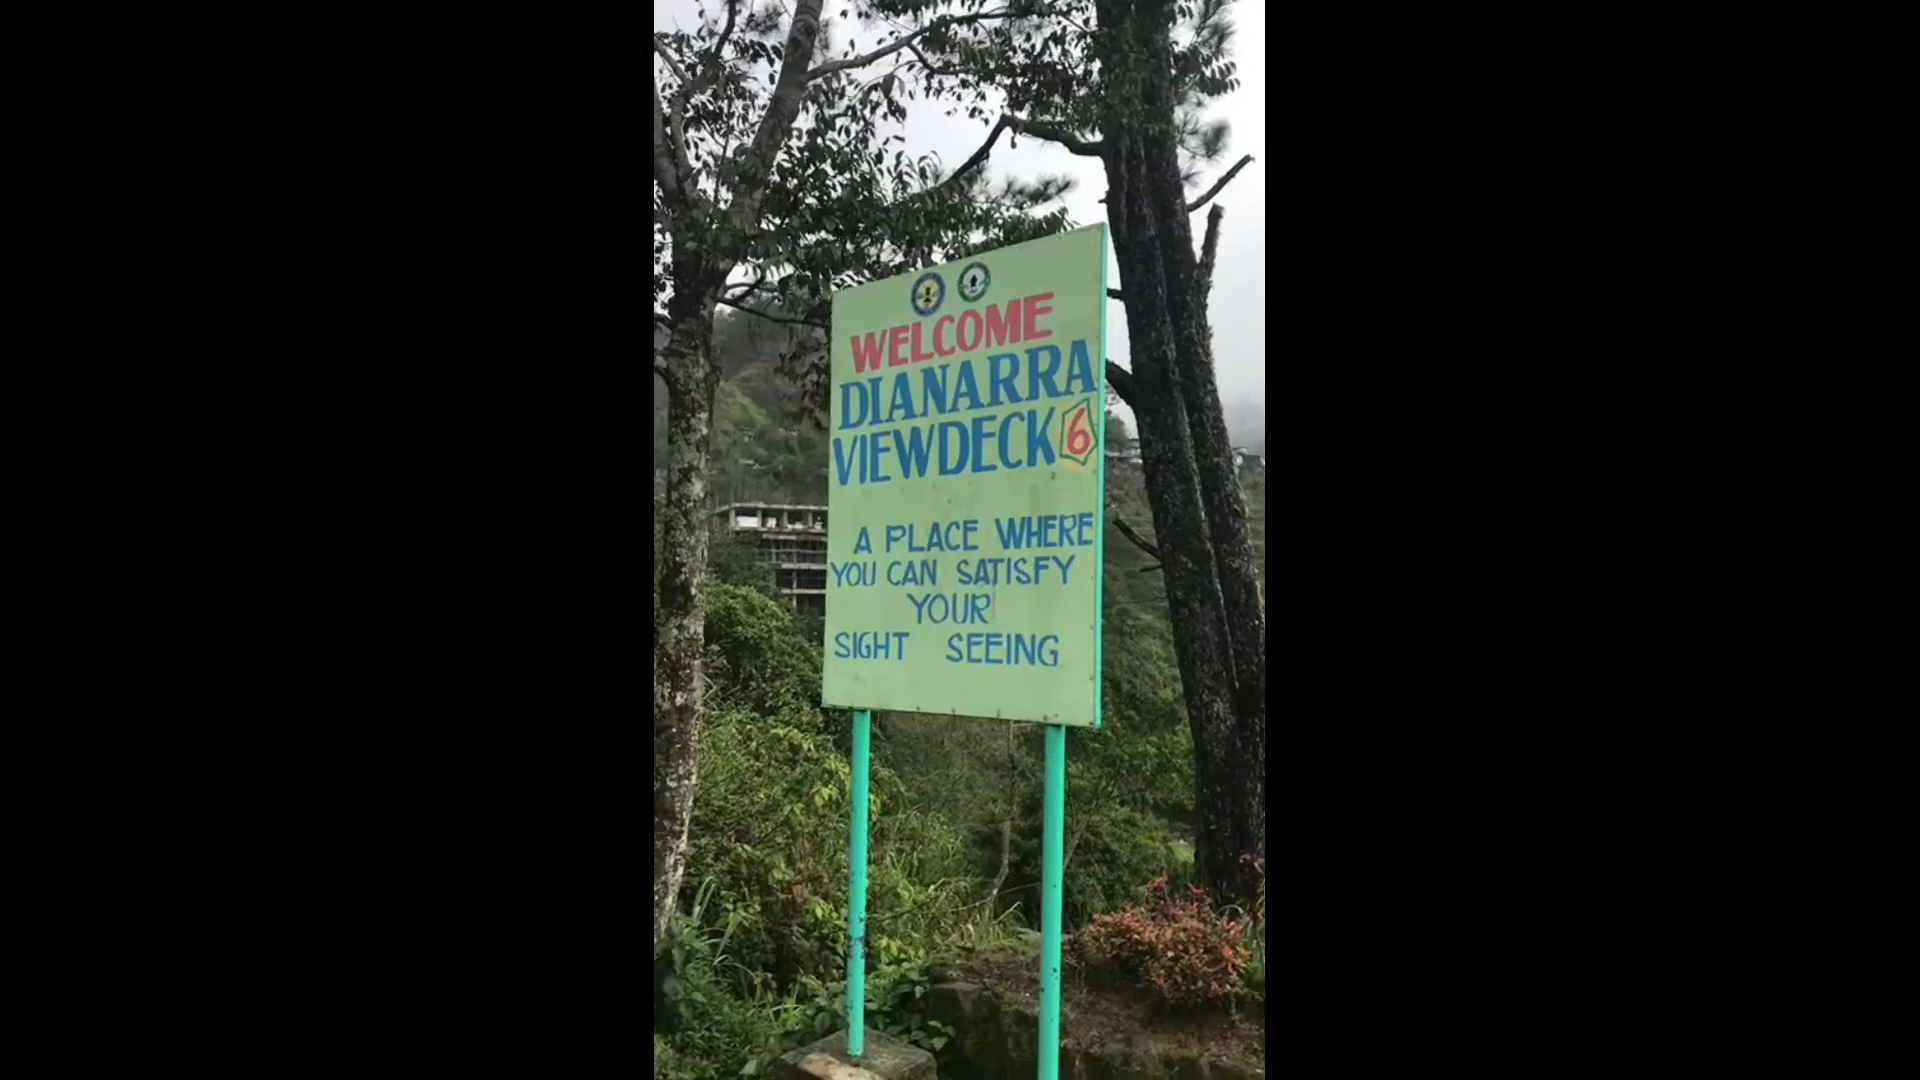 WELCOME
DIANARRA
VIEWDECK 6
A PLACE WHERE
YOU CAN SATISFY
YOUR
SIGHT SEEING